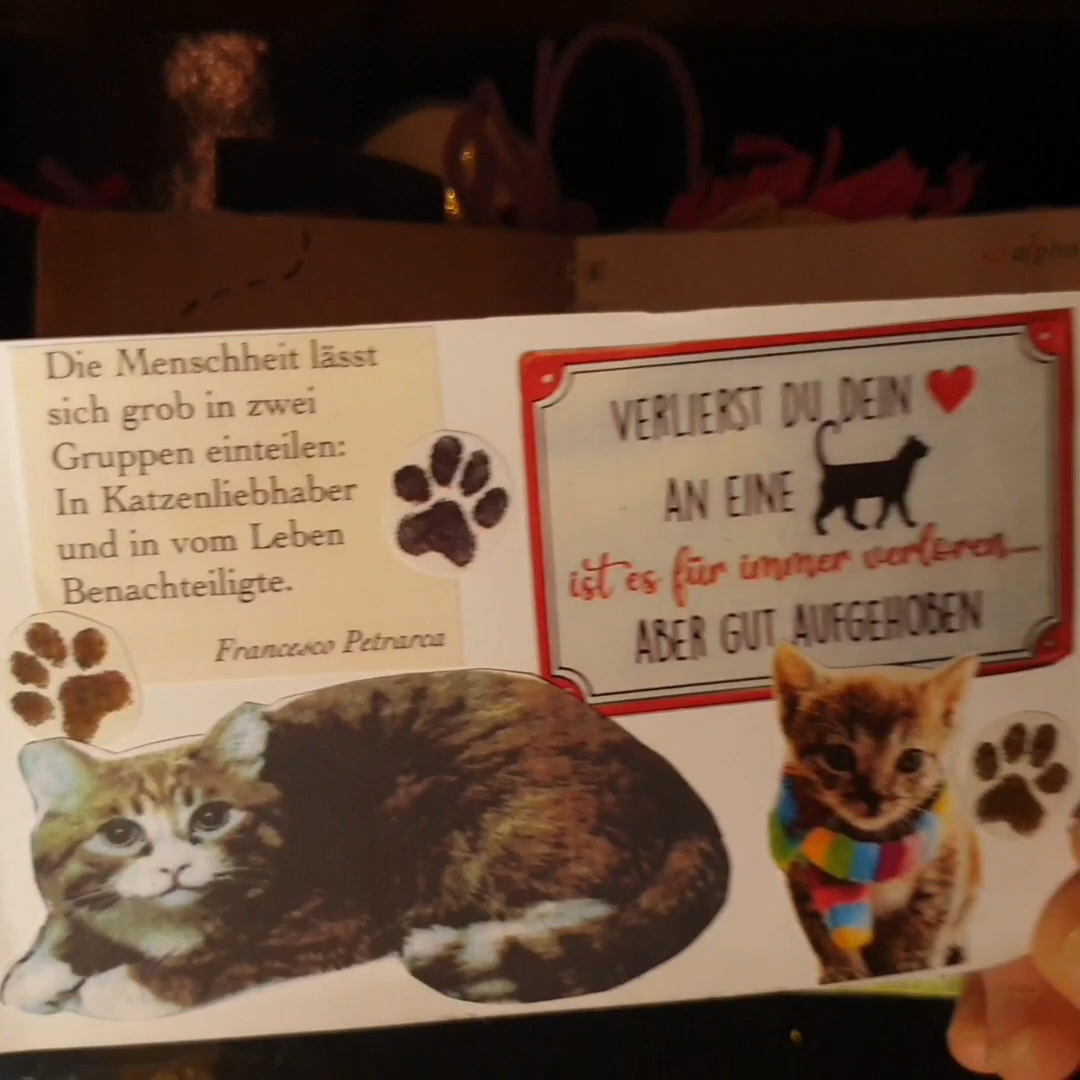 Die Menschheit lässt
sich grob in zwei
Gruppen einteilen:
In Katzenliebhaber
und in vom Leben
Benachteiligte.
Francesco Petrarca
VERLIERST DU DEIN
AN EINE
ist es für immer verloren
ABER GUT AUFGEHOBEN